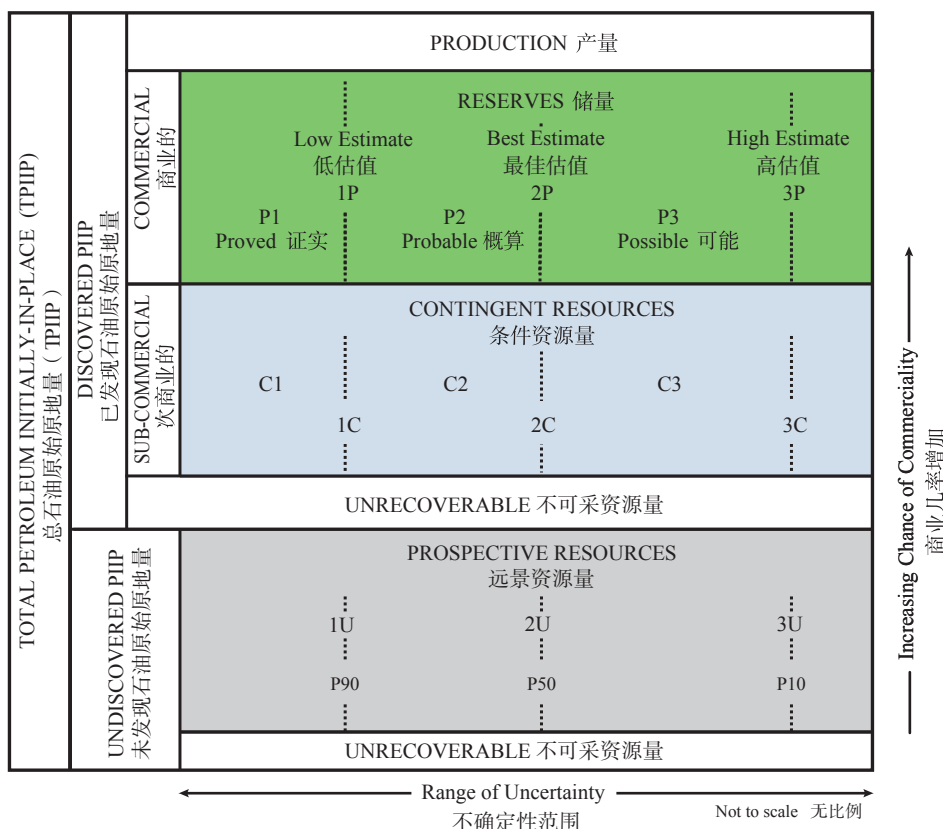 TOTAL PETROLEUM INITIALLY-IN-PLACE (TPIIP)
总石油原始原地量（TPIIP）
DISCOVERED PIIP
已发现石油原始原地量
COMMERCIAL
商业的
SUB-COMMERCIAL
次商业的
UNDISCOVERED PIIP
未发现石油原始原地量
PRODUCTION 产量
RESERVES 储量
Low Estimate
低估值
1P
Best Estimate
最佳估值
2P
High Estimate
高估值
3P
P1
Proved 证实
P2
Probable 概算
P3
Possible 可能
CONTINGENT RESOURCES
条件资源量
C1
C2
C3
1C
2C
3C
UNRECOVERABLE 不可采资源量
PROSPECTIVE RESOURCES
远景资源量
1U
2U
3U
P90
P50
P10
UNRECOVERABLE 不可采资源量
Increasing Chance of Commerciality
商业几率增加
Range of Uncertainty
不确定性范围
Not to scale 无比例